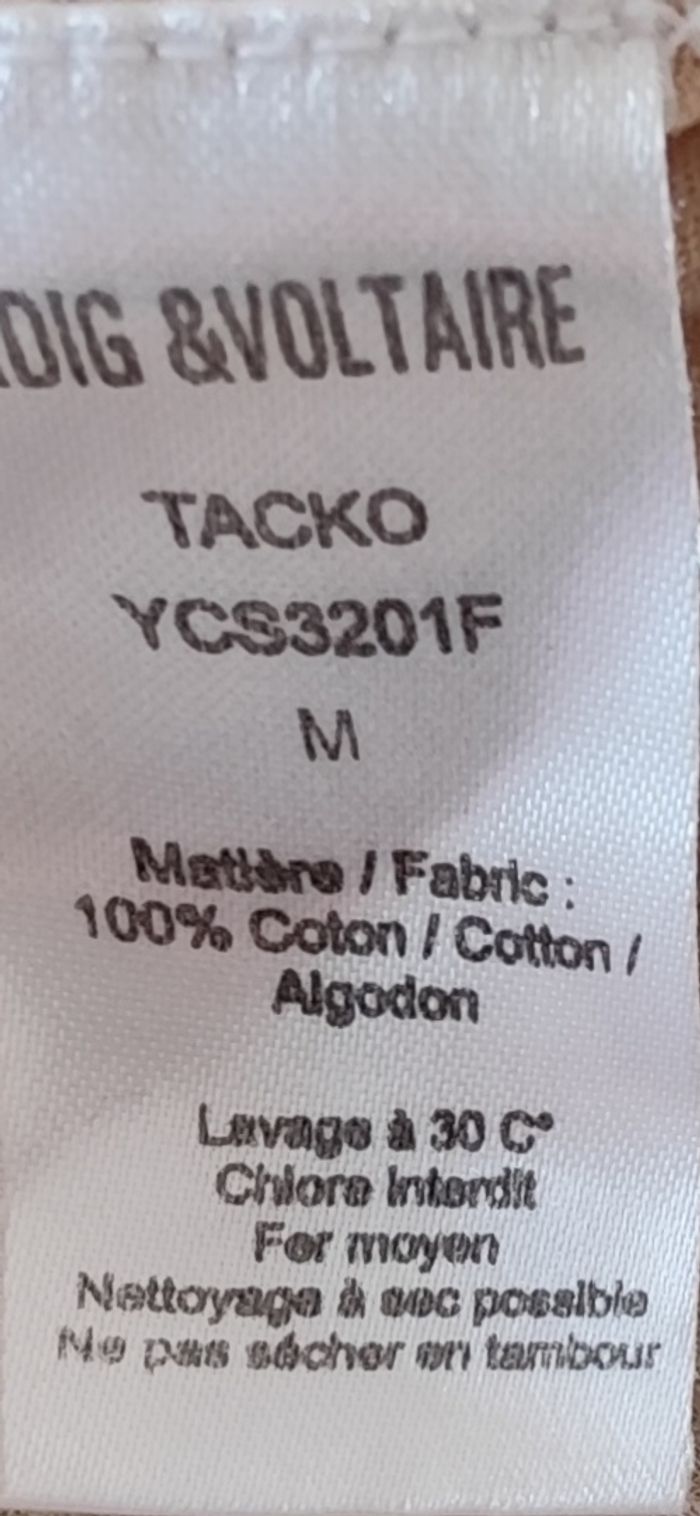 DIG &VOLTAIRE
TACKO
YCS3201F
M
Matière / Fabric :
100% Coton / Cotton /
Algodon
Lavage à 30 C°
Chlore Interdit
Fer moyen
Nettoyage à sec possible
Ne pas sécher en tambour